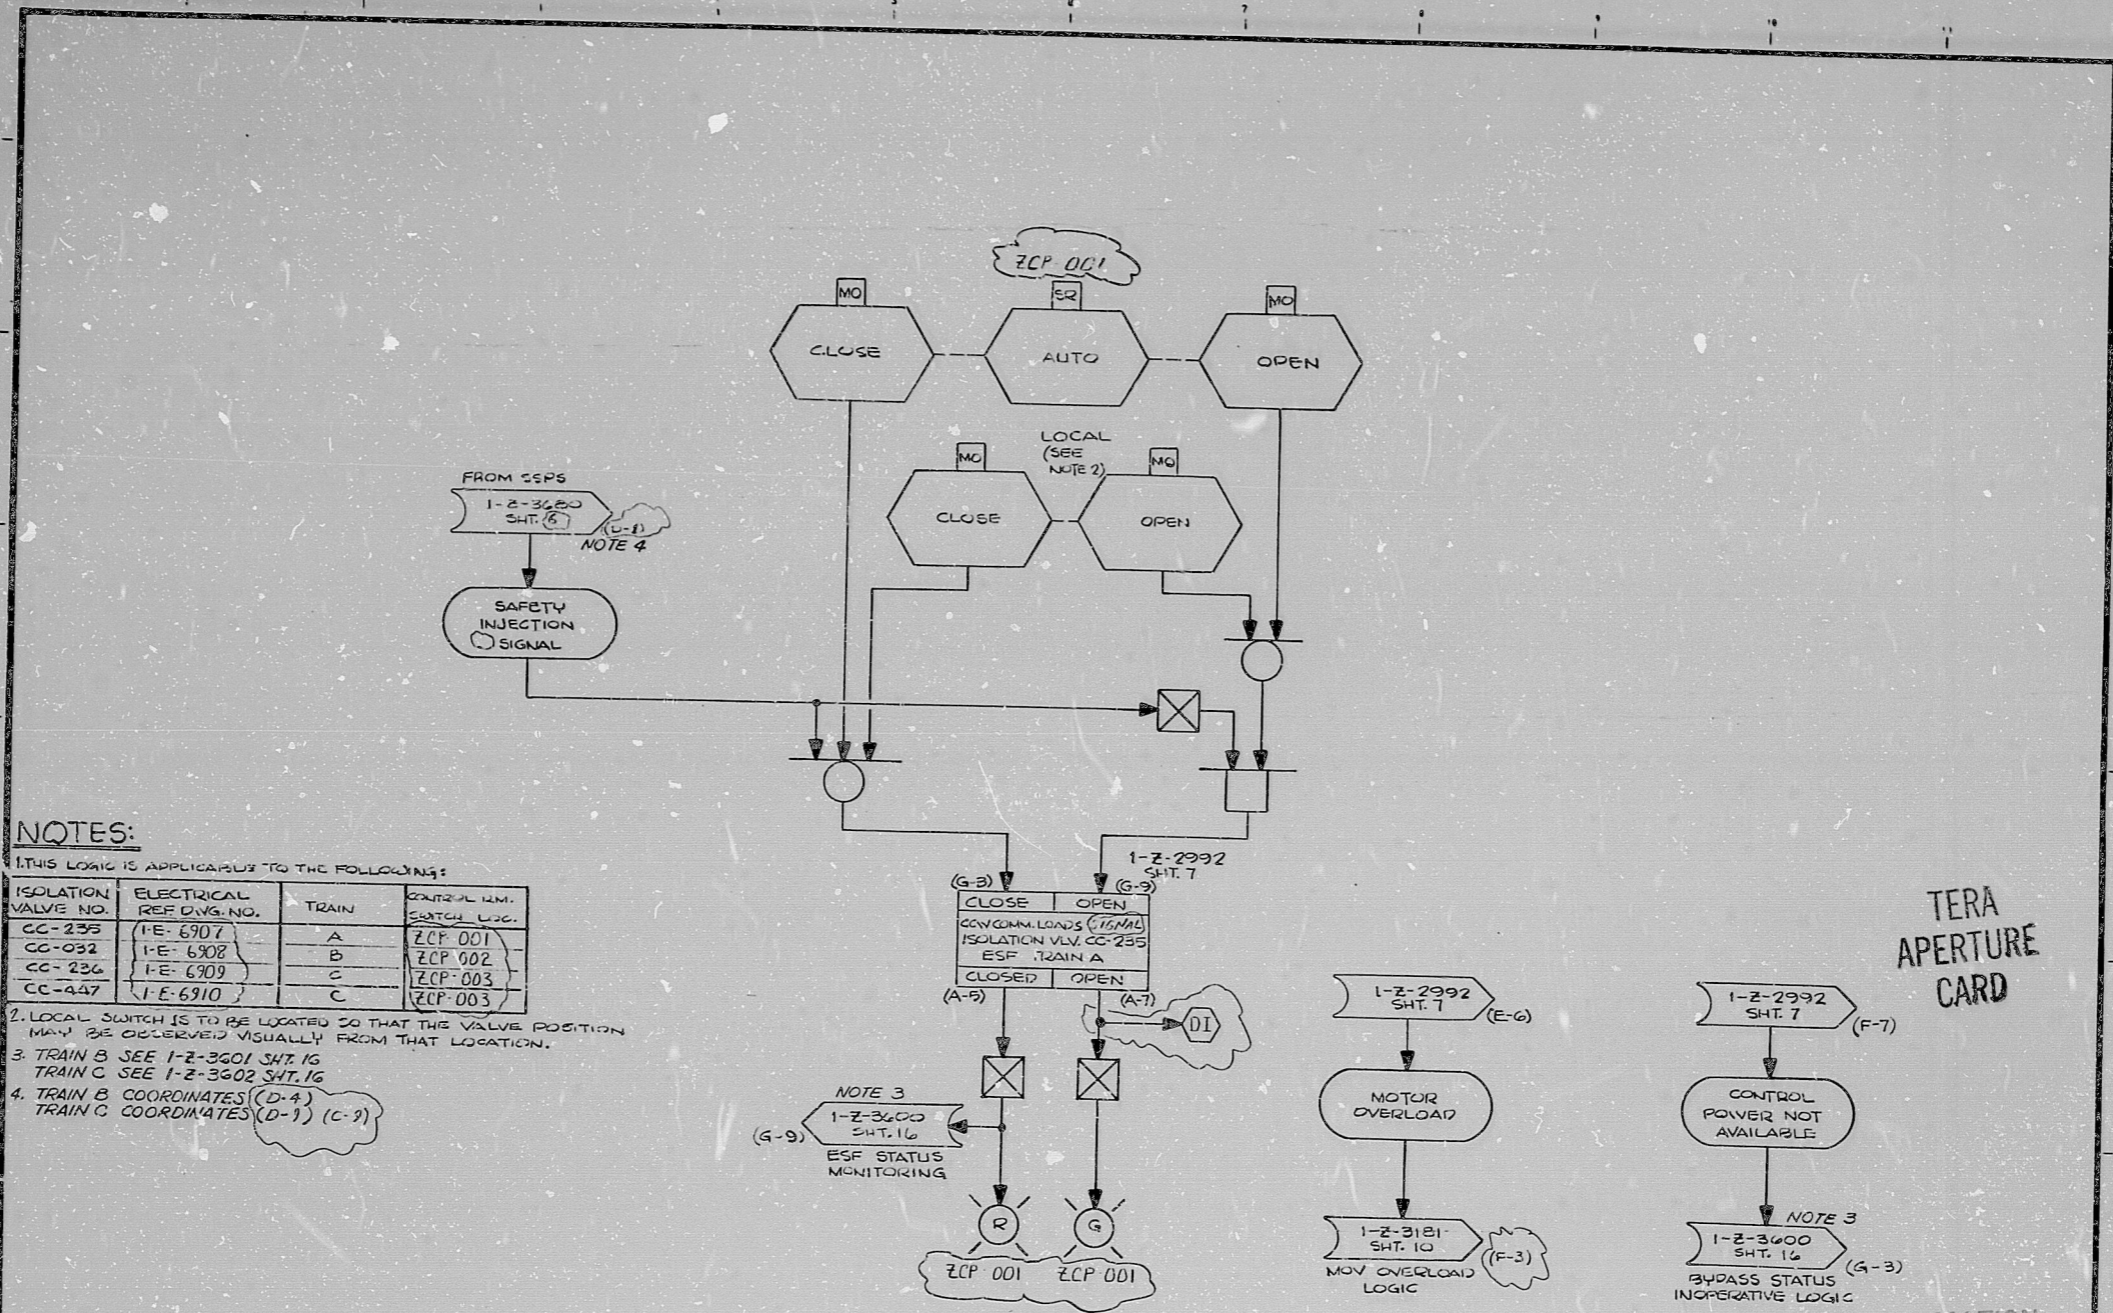 5
6
7
8
9
10
11
ZCP-001
MO
SR
MO
CLOSE
AUTO
OPEN
LOCAL
(SEE
NOTE 2)
MO
MO
CLOSE
OPEN
FROM SSPS
1-Z-3680
SHT. 6
(D-8)
NOTE 4
SAFETY
INJECTION
SIGNAL
NOTES:
1. THIS LOGIC IS APPLICABLE TO THE FOLLOWING:
ISOLATION VALVE NO. ELECTRICAL REF DWG. NO. TRAIN CONTROL RM. SWITCH LOC.
CC-235 1-E-6907 A ZCP-001
CC-032 1-E-6908 B ZCP-002
CC-236 1-E-6909 C ZCP-003
CC-447 1-E-6910 C ZCP-003
2. LOCAL SWITCH IS TO BE LOCATED SO THAT THE VALVE POSITION
MAY BE OBSERVED VISUALLY FROM THAT LOCATION.
3. TRAIN B SEE 1-Z-3601 SHT. 16
TRAIN C SEE 1-Z-3602 SHT. 16
4. TRAIN B COORDINATES (D-4)
TRAIN C COORDINATES (D-9) (C-9)
1-Z-2992
SHT. 7
(G-3)
(G-9)
CLOSE OPEN
CCW COMM. LOADS SIGNAL
ISOLATION VLV. CC-235
ESF TRAIN A
CLOSED OPEN
(A-5)
(A-7)
DI
NOTE 3
1-Z-3600
SHT. 16
(G-9)
ESF STATUS
MONITORING
R
G
ZCP-001 ZCP-001
1-Z-2992
SHT. 7
(E-6)
MOTOR
OVERLOAD
1-Z-3181
SHT. 10
(F-3)
MOV OVERLOAD
LOGIC
1-Z-2992
SHT. 7
(F-7)
CONTROL
POWER NOT
AVAILABLE
NOTE 3
1-Z-3600
SHT. 16
(G-3)
BYPASS STATUS
INOPERATIVE LOGIC
TERA
APERTURE
CARD